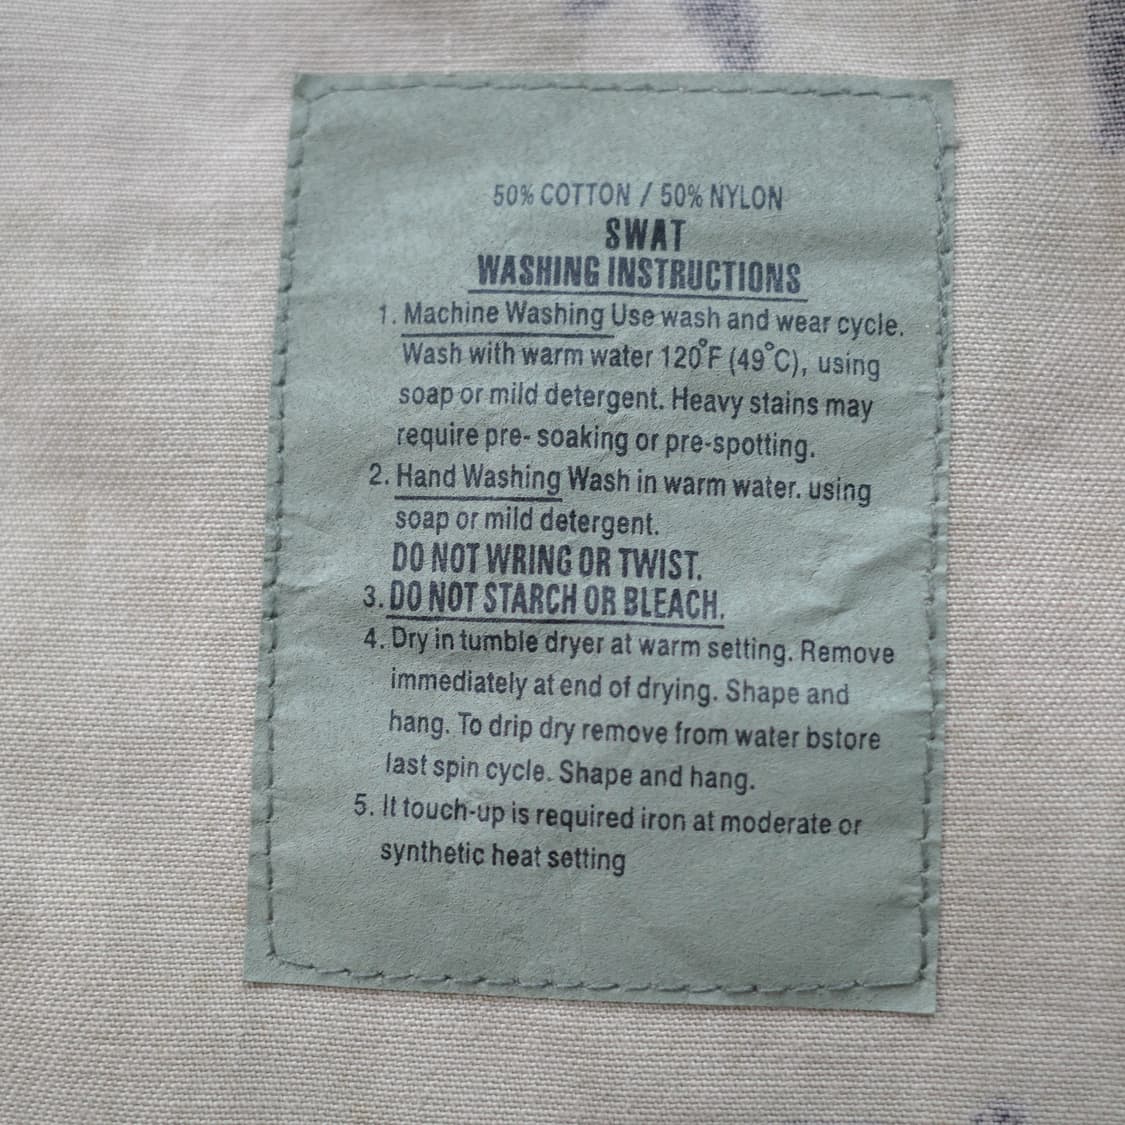 50% COTTON / 50% NYLON
SWAT
WASHING INSTRUCTIONS
1. Machine Washing Use wash and wear cycle.
Wash with warm water 120°F (49°C), using
soap or mild detergent. Heavy stains may
require pre- soaking or pre-spotting.
2. Hand Washing Wash in warm water. using
soap or mild detergent.
DO NOT WRING OR TWIST.
3. DO NOT STARCH OR BLEACH.
4. Dry in tumble dryer at warm setting. Remove
immediately at end of drying. Shape and
hang. To drip dry remove from water bstore
last spin cycle. Shape and hang.
5. It touch-up is required iron at moderate or
synthetic heat setting